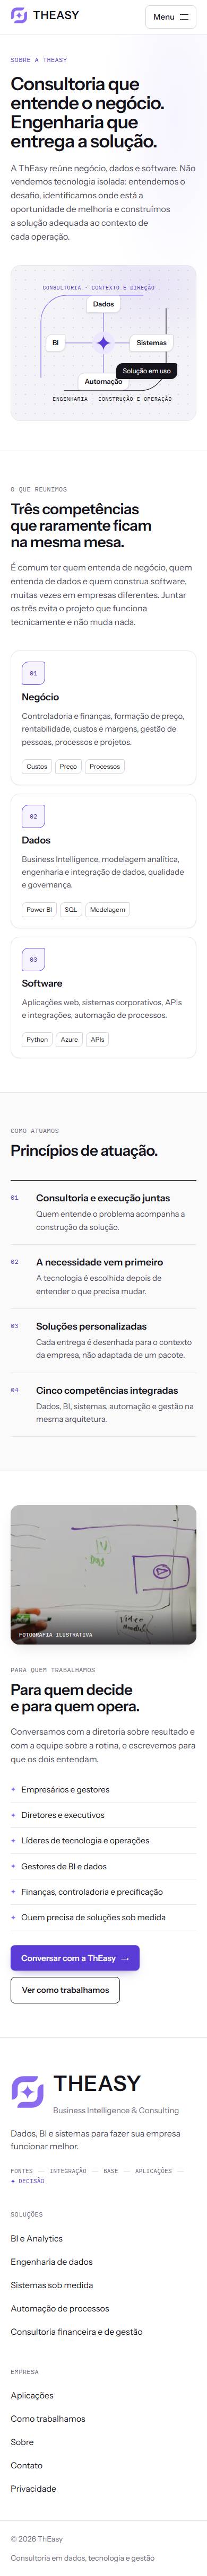 THEASY
Menu
SOBRE A THEASY
Consultoria que
entende o negócio.
Engenharia que
entrega a solução.
A ThEasy reúne negócio, dados e software. Não
vendemos tecnologia isolada: entendemos o
desafio, identificamos onde está a
oportunidade de melhoria e construímos
a solução adequada ao contexto de
cada operação.
CONSULTORIA · CONTEXTO E DIREÇÃO
Dados
BI
Sistemas
Solução em uso
Automação
ENGENHARIA · CONSTRUÇÃO E OPERAÇÃO
O QUE REUNIMOS
Três competências
que raramente ficam
na mesma mesa.
É comum ter quem entenda de negócio, quem
entenda de dados e quem construa software,
muitas vezes em empresas diferentes. Juntar
os três evita o projeto que funciona
tecnicamente e não muda nada.
01
Negócio
Controladoria e finanças, formação de preço,
rentabilidade, custos e margens, gestão de
pessoas, processos e projetos.
Custos
Preço
Processos
02
Dados
Business Intelligence, modelagem analítica,
engenharia e integração de dados, qualidade
e governança.
Power BI
SQL
Modelagem
03
Software
Aplicações web, sistemas corporativos, APIs
e integrações, automação de processos.
Python
Azure
APIs
COMO ATUAMOS
Princípios de atuação.
01
Consultoria e execução juntas
Quem entende o problema acompanha a
construção da solução.
02
A necessidade vem primeiro
A tecnologia é escolhida depois de
entender o que precisa mudar.
03
Soluções personalizadas
Cada entrega é desenhada para o contexto
da empresa, não adaptada de um pacote.
04
Cinco competências integradas
Dados, BI, sistemas, automação e gestão na
mesma arquitetura.
FOTOGRAFIA ILUSTRATIVA
PARA QUEM TRABALHAMOS
Para quem decide
e para quem opera.
Conversamos com a diretoria sobre resultado e
com a equipe sobre a rotina, e escrevemos para
que os dois entendam.
Empresários e gestores
Diretores e executivos
Líderes de tecnologia e operações
Gestores de BI e dados
Finanças, controladoria e precificação
Quem precisa de soluções sob medida
Conversar com a ThEasy →
Ver como trabalhamos
THEASY
Business Intelligence & Consulting
Dados, BI e sistemas para fazer sua empresa
funcionar melhor.
FONTES — INTEGRAÇÃO — BASE — APLICAÇÕES —
DECISÃO
SOLUÇÕES
BI e Analytics
Engenharia de dados
Sistemas sob medida
Automação de processos
Consultoria financeira e de gestão
EMPRESA
Aplicações
Como trabalhamos
Sobre
Contato
Privacidade
© 2026 ThEasy
Consultoria em dados, tecnologia e gestão